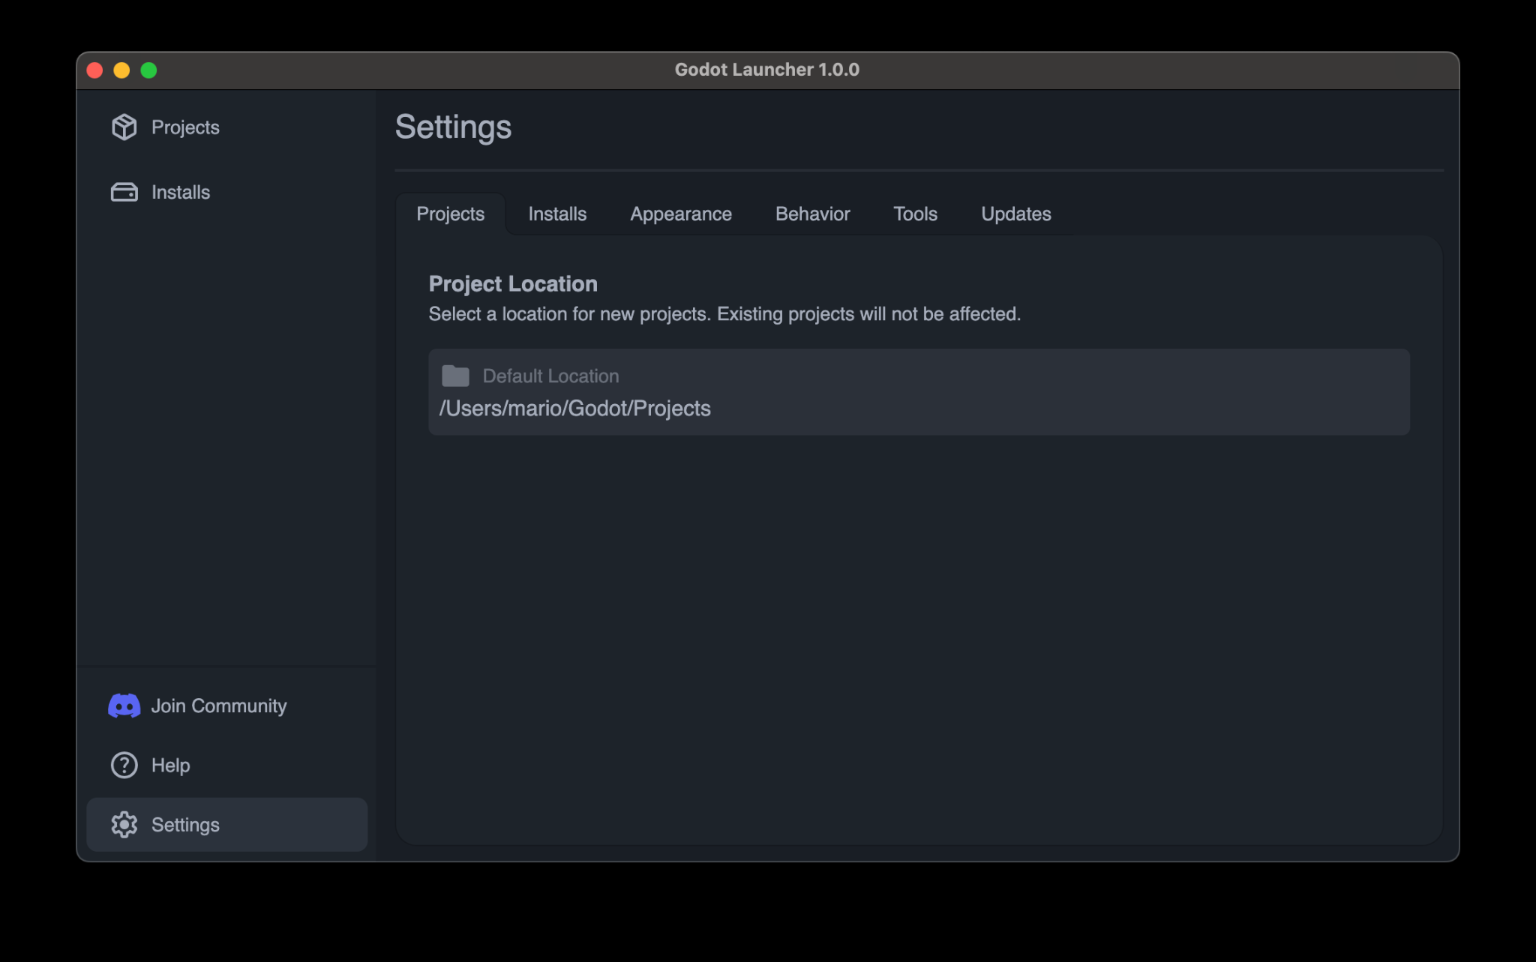 Godot Launcher 1.0.0
Projects
Installs
Join Community
Help
Settings
Settings
Projects Installs Appearance Behavior Tools Updates
Project Location
Select a location for new projects. Existing projects will not be affected.
Default Location
/Users/mario/Godot/Projects